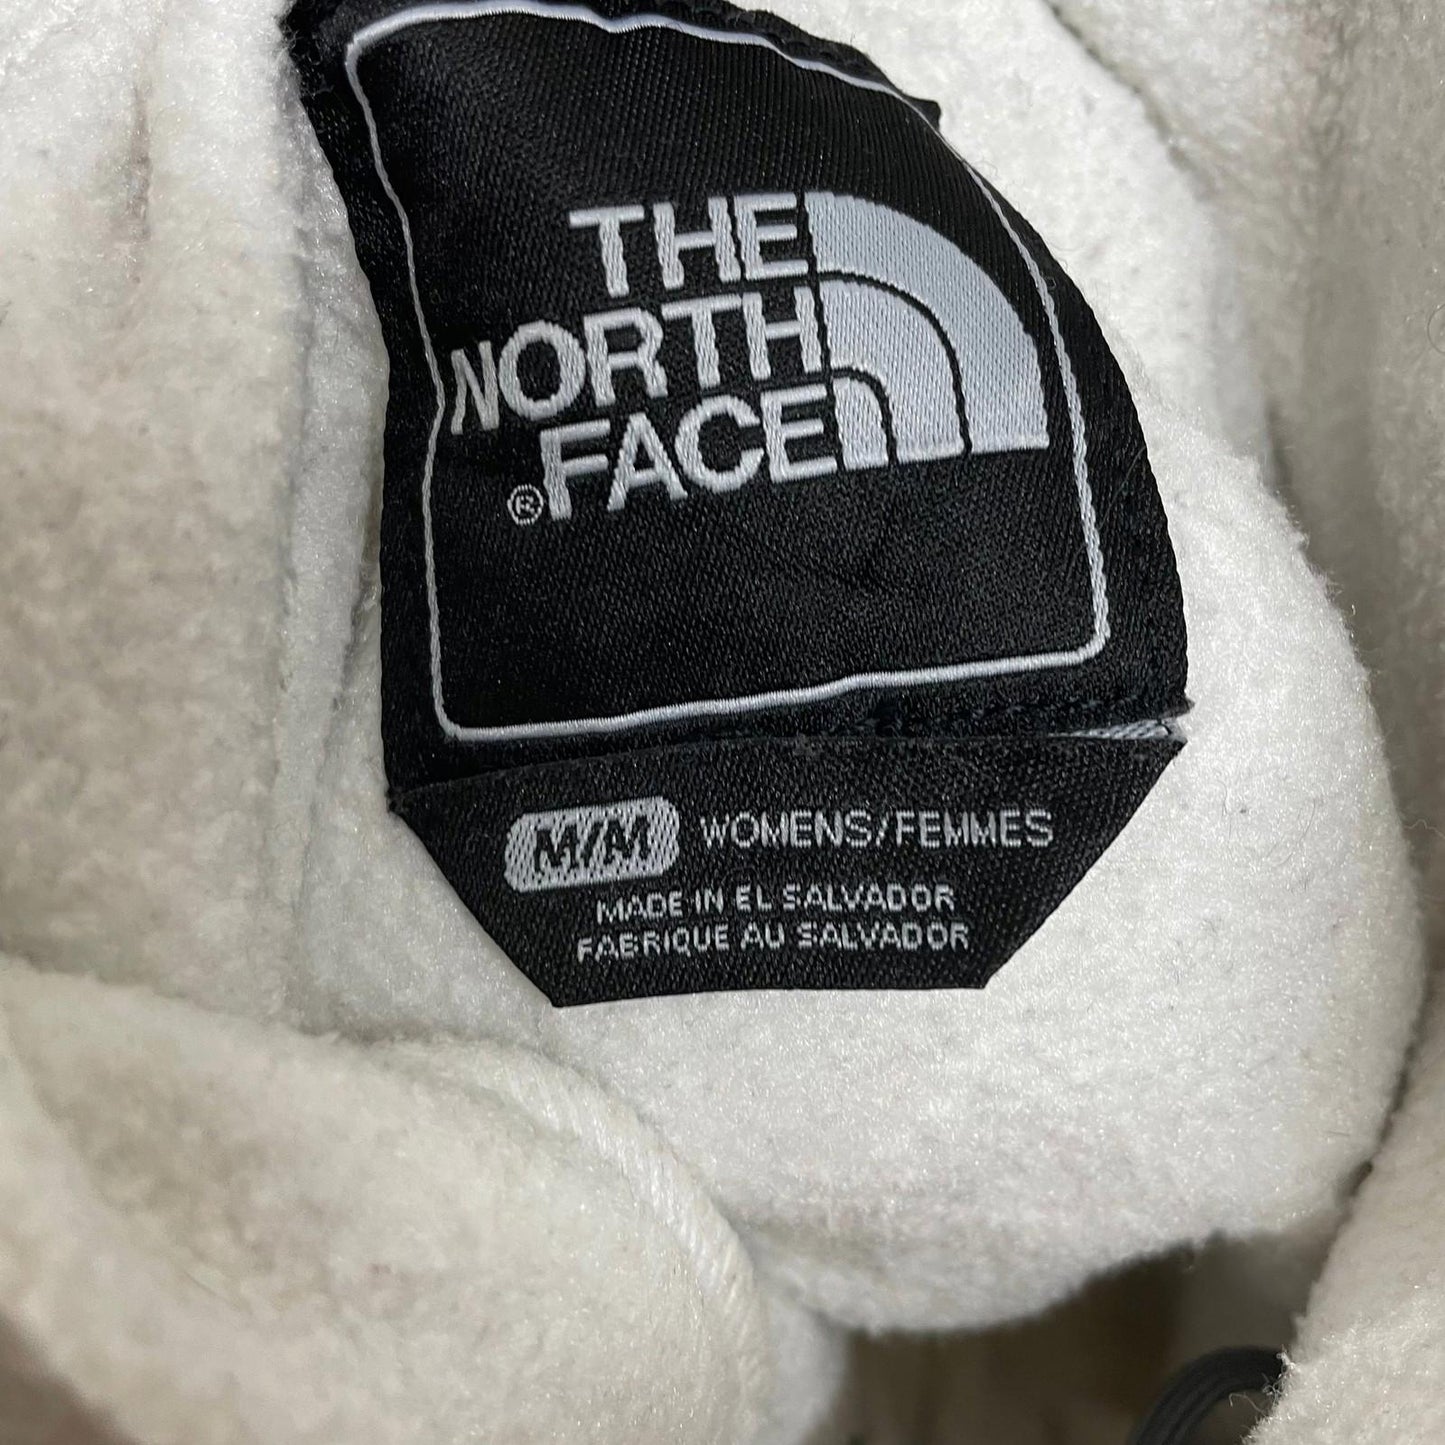 THE
NORTH
FACE
®
M/M WOMENS/FEMMES
MADE IN EL SALVADOR
FABRIQUE AU SALVADOR